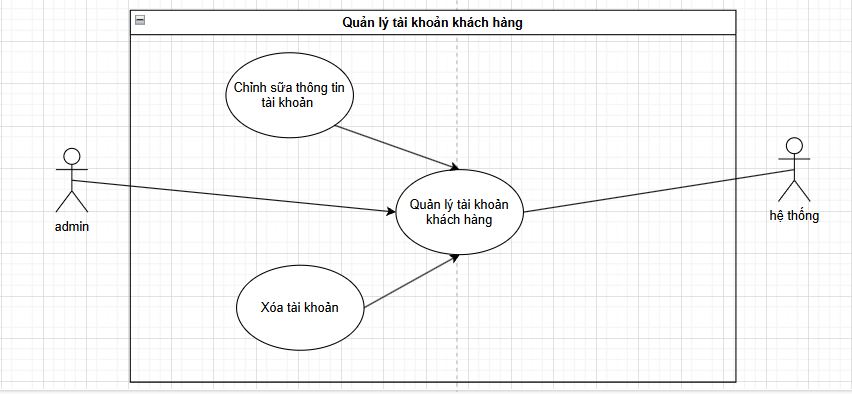 Quản lý tài khoản khách hàng
Chỉnh sữa thông tin
tài khoản
admin
Quản lý tài khoản
khách hàng
hệ thống
Xóa tài khoản